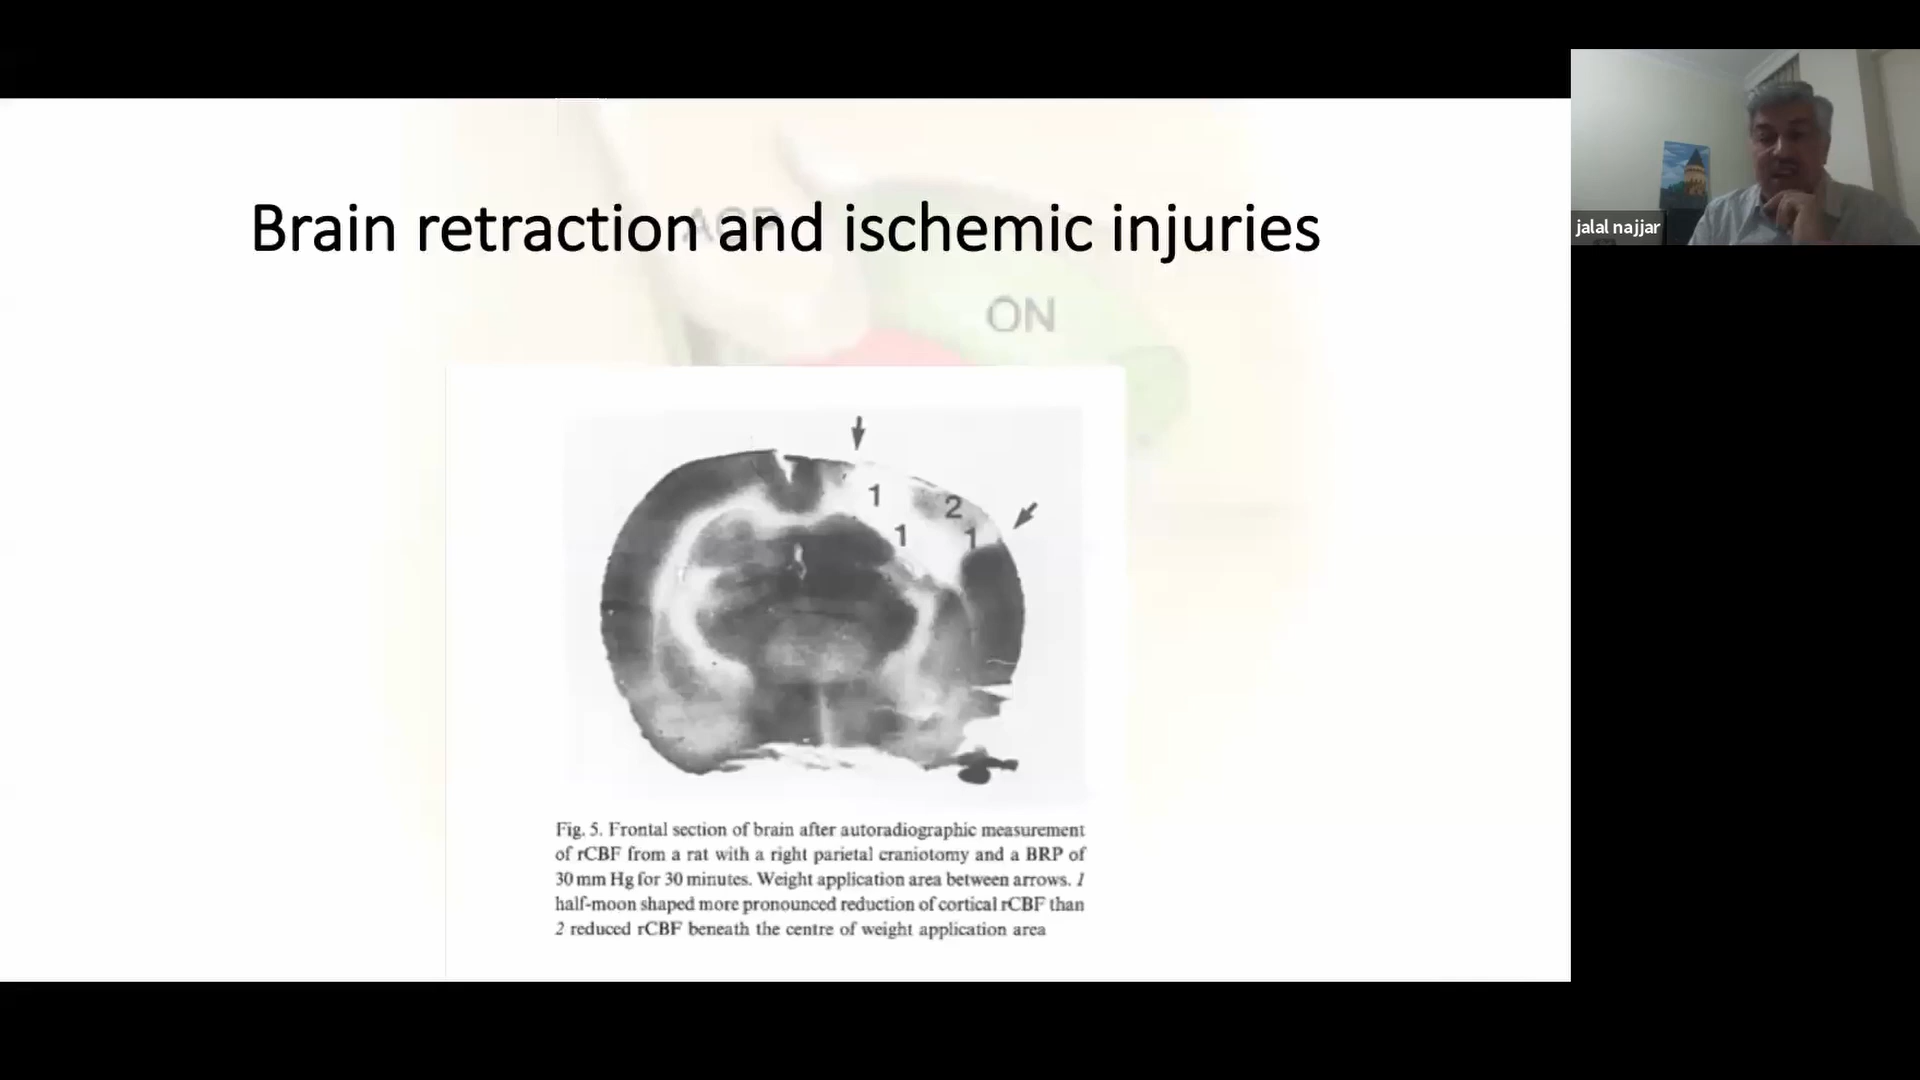 Brain retraction and ischemic injuries
ACP
ON
1
2
1
1
Fig. 5. Frontal section of brain after autoradiographic measurement
of rCBF from a rat with a right parietal craniotomy and a BRP of
30 mm Hg for 30 minutes. Weight application area between arrows. 1
half-moon shaped more pronounced reduction of cortical rCBF than
2 reduced rCBF beneath the centre of weight application area
jalal najjar